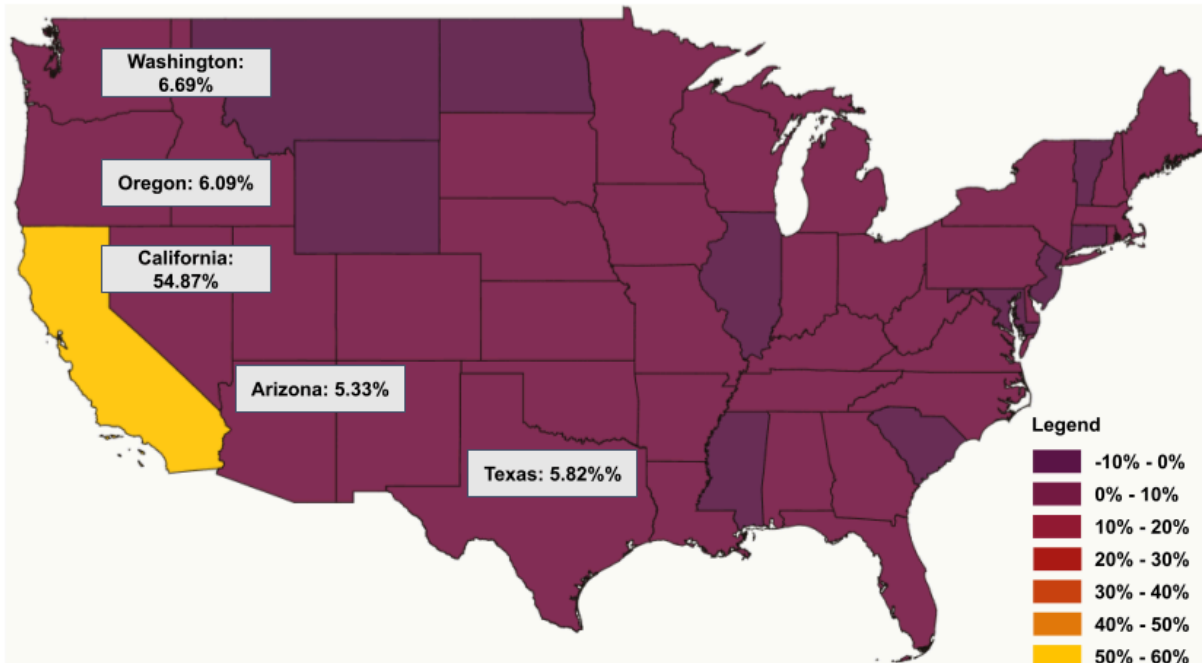 Washington:
6.69%
Oregon: 6.09%
California:
54.87%
Arizona: 5.33%
Texas: 5.82%%
Legend
-10% - 0%
0% - 10%
10% - 20%
20% - 30%
30% - 40%
40% - 50%
50% - 60%